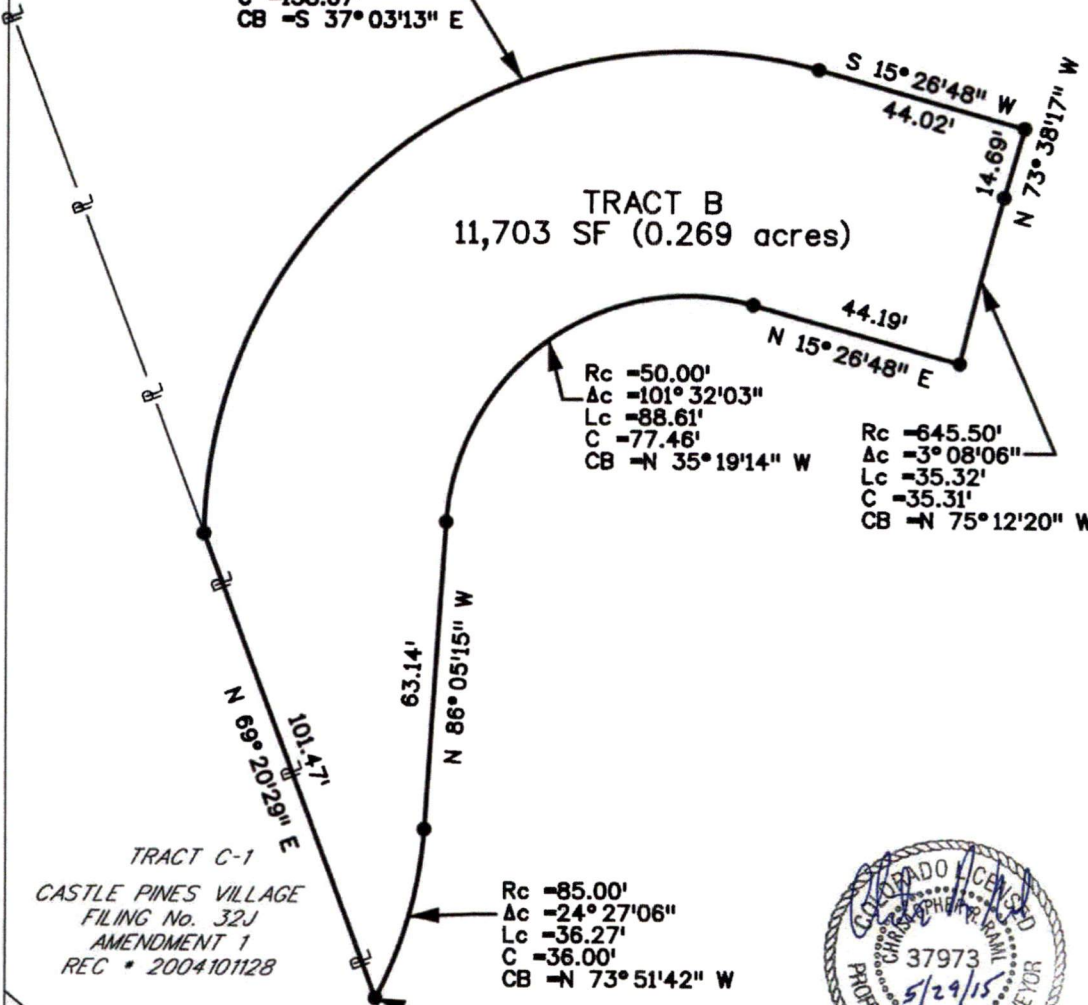 CB =S 37°03'13" E
S 15°26'48" W
44.02'
14.69'
N 73°38'17" W
TRACT B
11,703 SF (0.269 acres)
44.19'
N 15°26'48" E
Rc =50.00'
Δc =101°32'03"
Lc =88.61'
C =77.46'
CB =N 35°19'14" W
Rc =645.50'
Δc =3°08'06"
Lc =35.32'
C =35.31'
CB =N 75°12'20" W
63.14'
N 86°05'15" W
101.47'
N 69°20'29" E
TRACT C-1
CASTLE PINES VILLAGE
FILING No. 32J
AMENDMENT 1
REC # 2004101128
Rc =85.00'
Δc =24°27'06"
Lc =36.27'
C =36.00'
CB =N 73°51'42" W
COLORADO LICENSED
37973
5/29/15